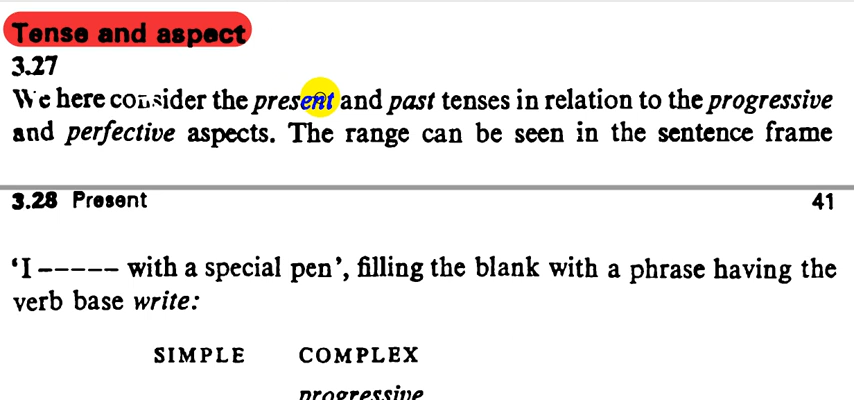 Tense and aspect
3.27
We here consider the present and past tenses in relation to the progressive
and perfective aspects. The range can be seen in the sentence frame
3.28 Present 41
‘I ----- with a special pen’, filling the blank with a phrase having the
verb base write:
SIMPLE COMPLEX
progressive